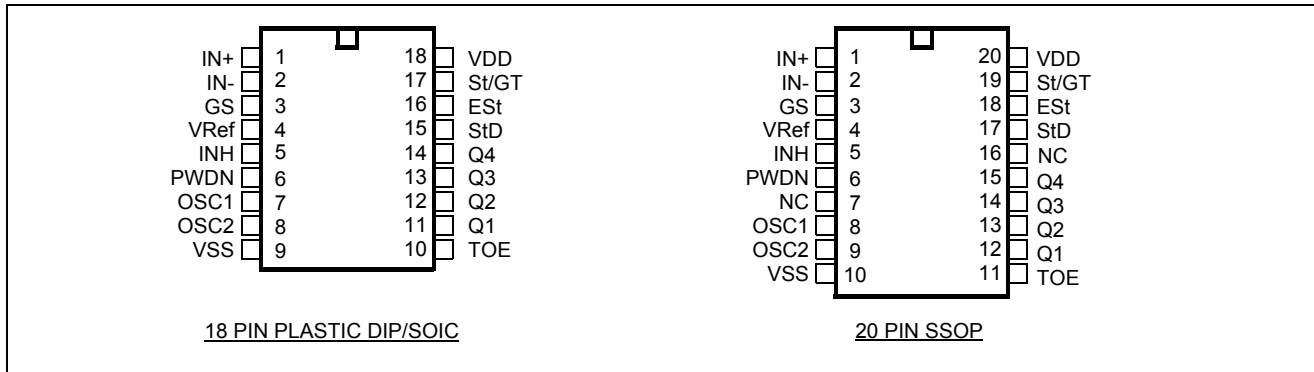 IN+ 1 18 VDD
IN- 2 17 St/GT
GS 3 16 ESt
VRef 4 15 StD
INH 5 14 Q4
PWDN 6 13 Q3
OSC1 7 12 Q2
OSC2 8 11 Q1
VSS 9 10 TOE
18 PIN PLASTIC DIP/SOIC
IN+ 1 20 VDD
IN- 2 19 St/GT
GS 3 18 ESt
VRef 4 17 StD
INH 5 16 NC
PWDN 6 15 Q4
NC 7 14 Q3
OSC1 8 13 Q2
OSC2 9 12 Q1
VSS 10 11 TOE
20 PIN SSOP